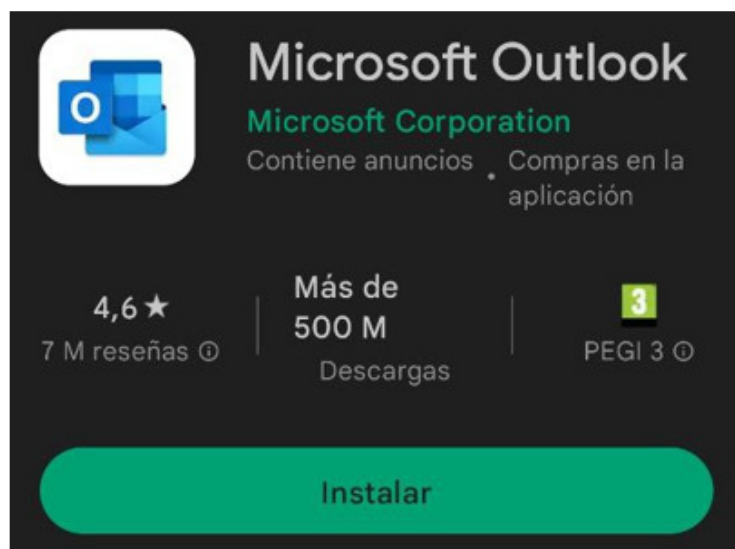 Microsoft Outlook
Microsoft Corporation
Contiene anuncios • Compras en la
aplicación
O
4,6★
7 M reseñas ⓘ
Más de
500 M
Descargas
3
PEGI 3 ⓘ
Instalar